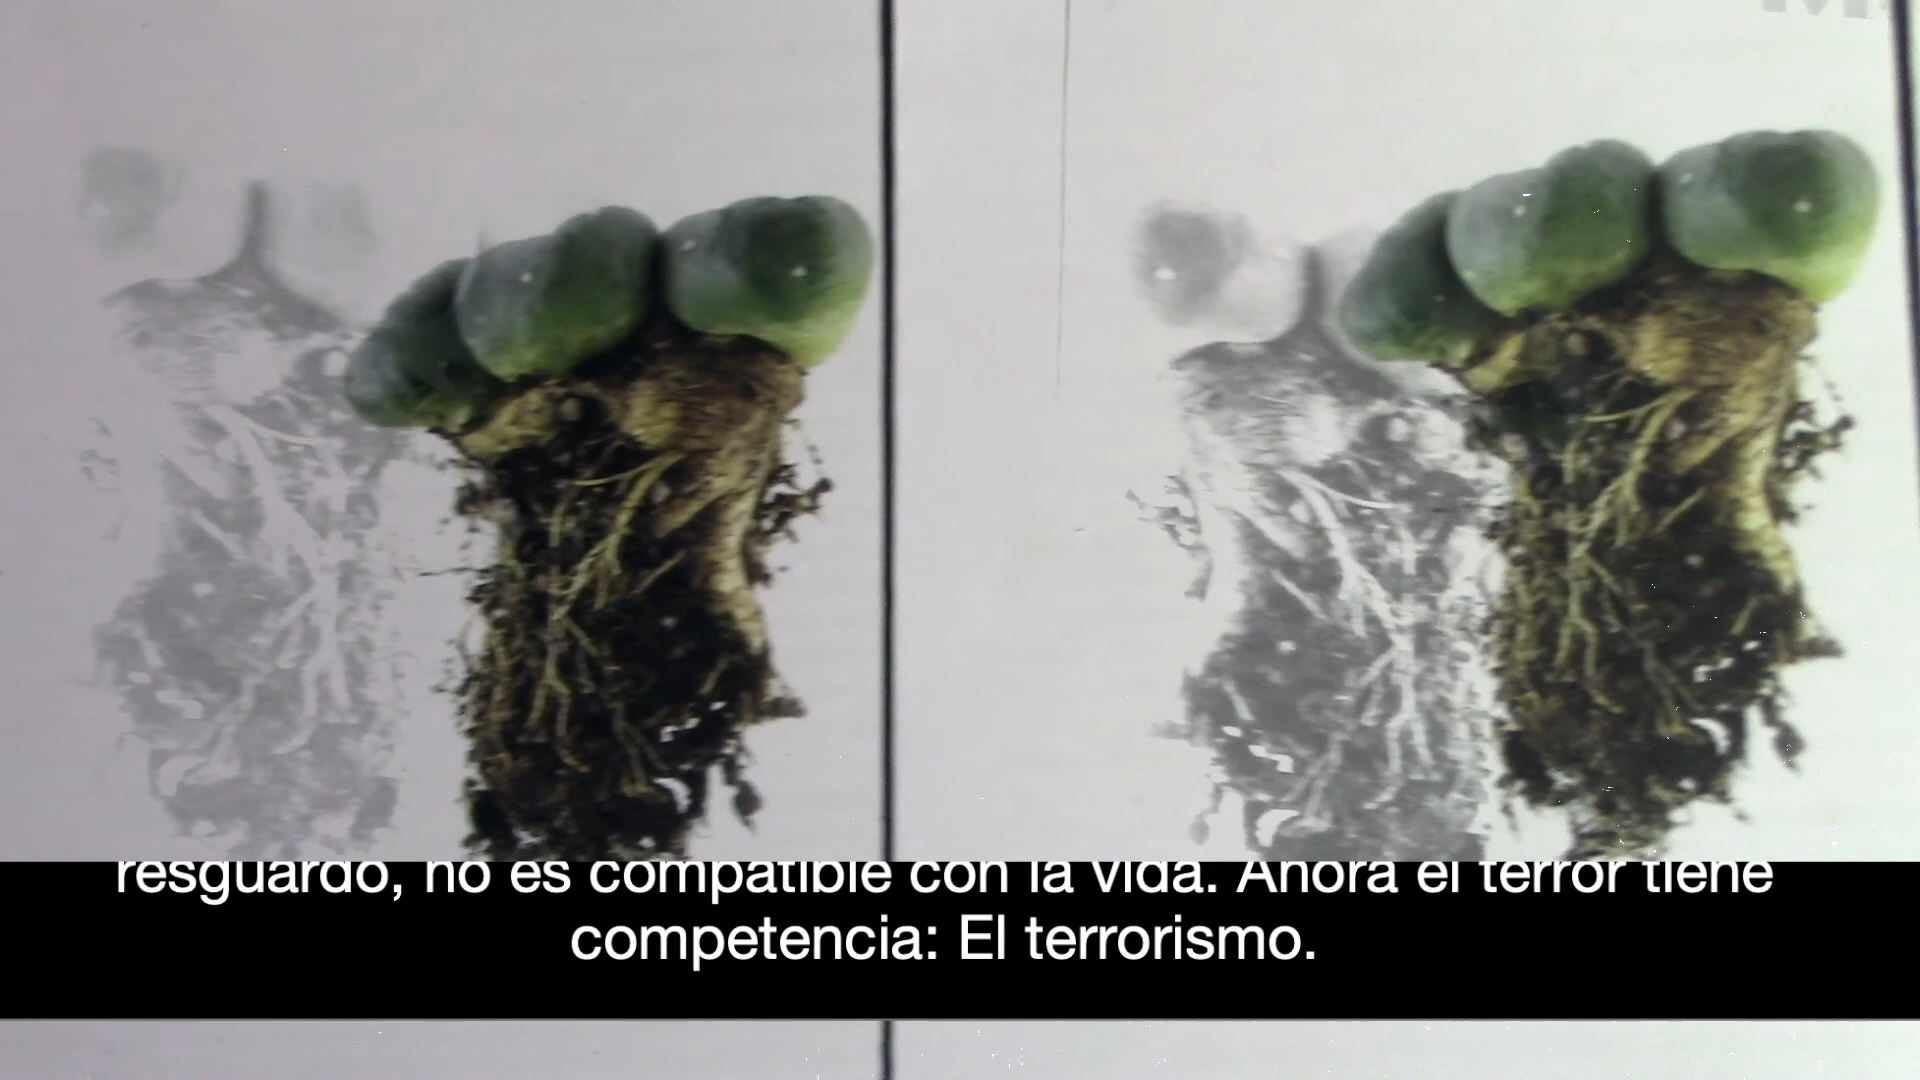 resguardo, no es compatible con la vida. Ahora el terror tiene
competencia: El terrorismo.